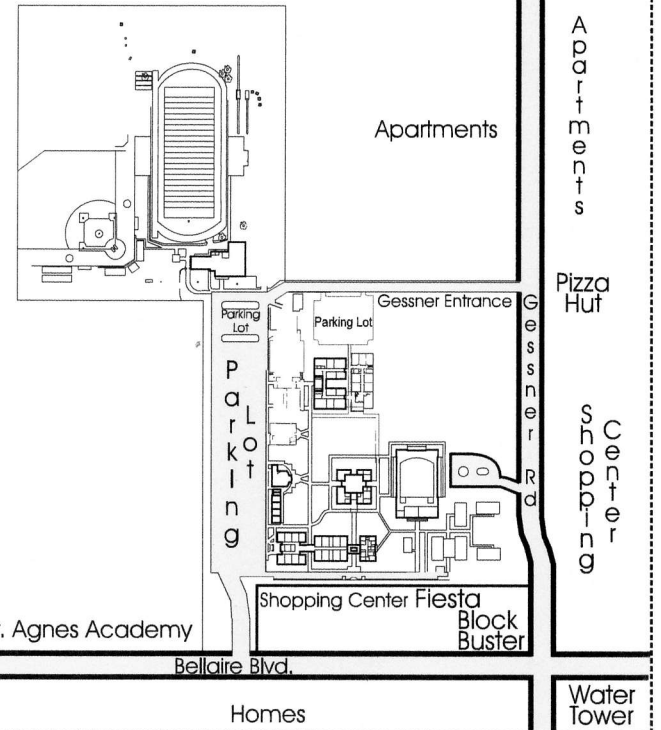 Apartments
Apartments
Gessner Entrance
Pizza
Hut
Gessner Rd
Parking
Lot
Parking Lot
Parking
Lot
Shopping
Center
Shopping Center Fiesta
Block
Buster
. Agnes Academy
Bellaire Blvd.
Homes
Water
Tower